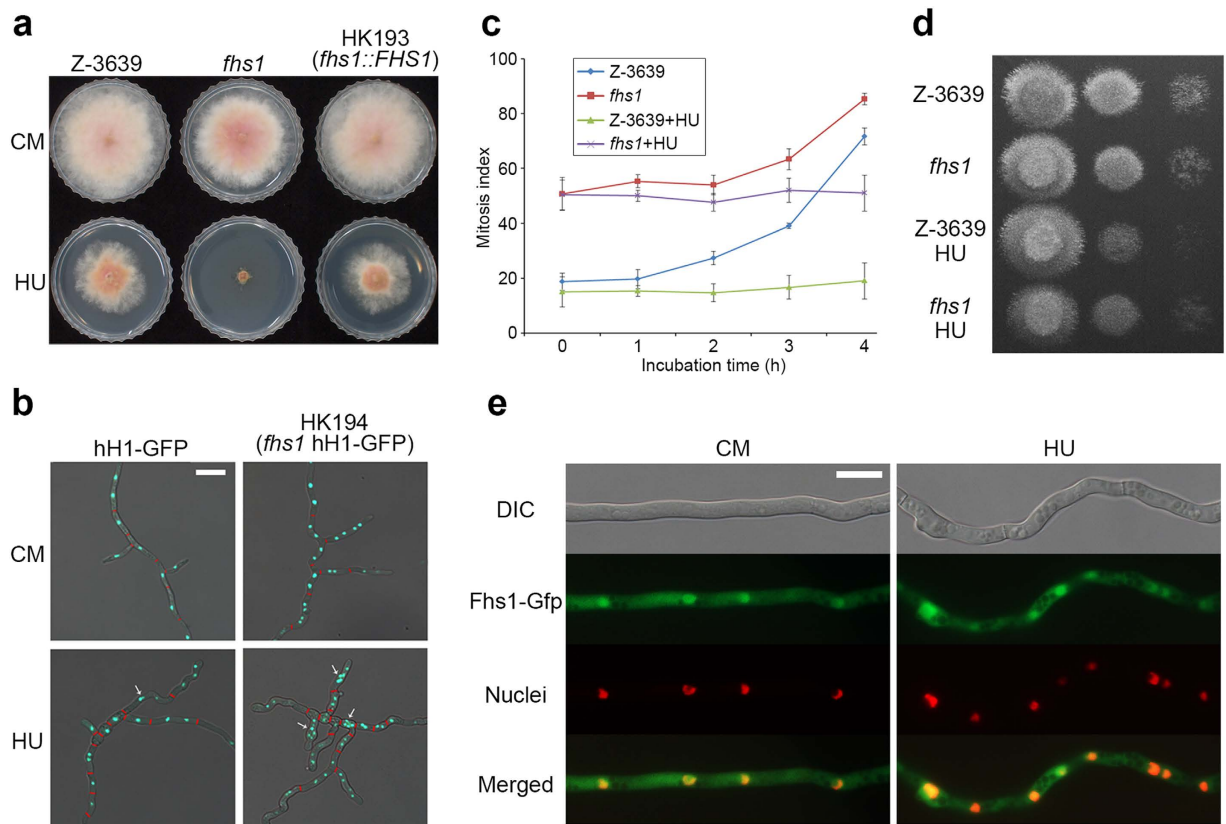 a
Z-3639
fhs1
HK193
(fhs1::FHS1)
CM
HU
b
hH1-GFP
HK194
(fhs1 hH1-GFP)
CM
HU
c
Mitosis index
100
80
60
40
20
0
Z-3639
fhs1
Z-3639+HU
fhs1+HU
0
1
2
3
4
Incubation time (h)
d
Z-3639
fhs1
Z-3639
HU
fhs1
HU
e
CM
HU
DIC
Fhs1-Gfp
Nuclei
Merged